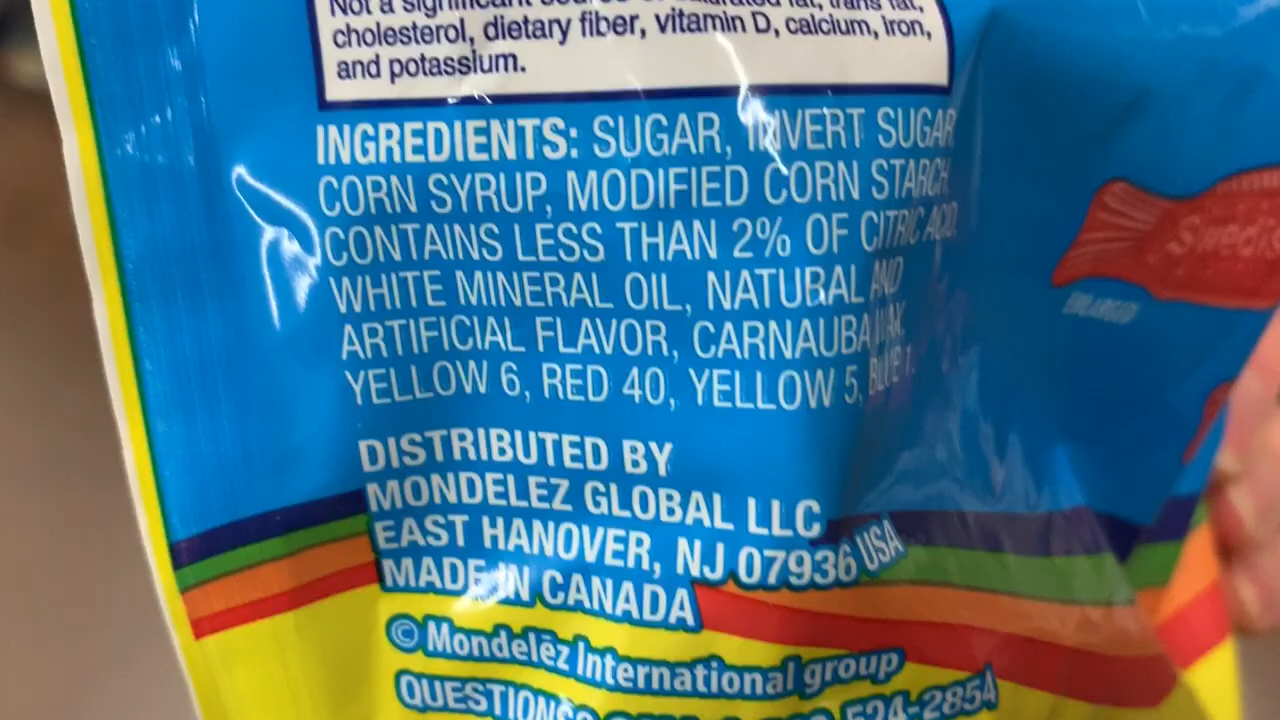 Not a significant source of saturated fat, trans fat,
cholesterol, dietary fiber, vitamin D, calcium, iron,
and potassium.
INGREDIENTS: SUGAR, INVERT SUGAR,
CORN SYRUP, MODIFIED CORN STARCH,
CONTAINS LESS THAN 2% OF CITRIC ACID,
WHITE MINERAL OIL, NATURAL AND
ARTIFICIAL FLAVOR, CARNAUBA WAX,
YELLOW 6, RED 40, YELLOW 5, BLUE 1.
DISTRIBUTED BY
MONDELEZ GLOBAL LLC
EAST HANOVER, NJ 07936 USA
MADE IN CANADA
© Mondelēz International group
QUESTIONS? 524-2854
Swedis
ENLARGED